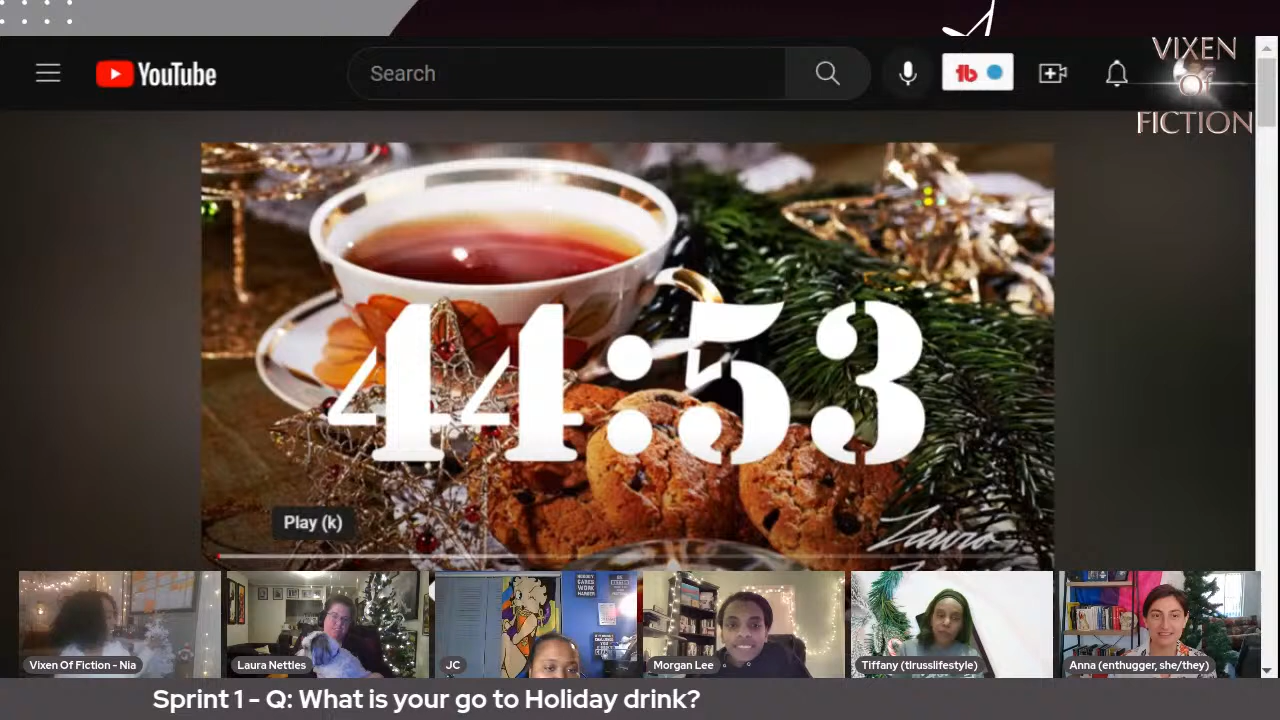 YouTube
Search
VIXEN
Of
FICTION
44:53
Play (k)
Vixen Of Fiction - Nia
Laura Nettles
JC
Morgan Lee
Tiffany (tlrusslifestyle)
Anna (enthugger, she/they)
Sprint 1 - Q: What is your go to Holiday drink?